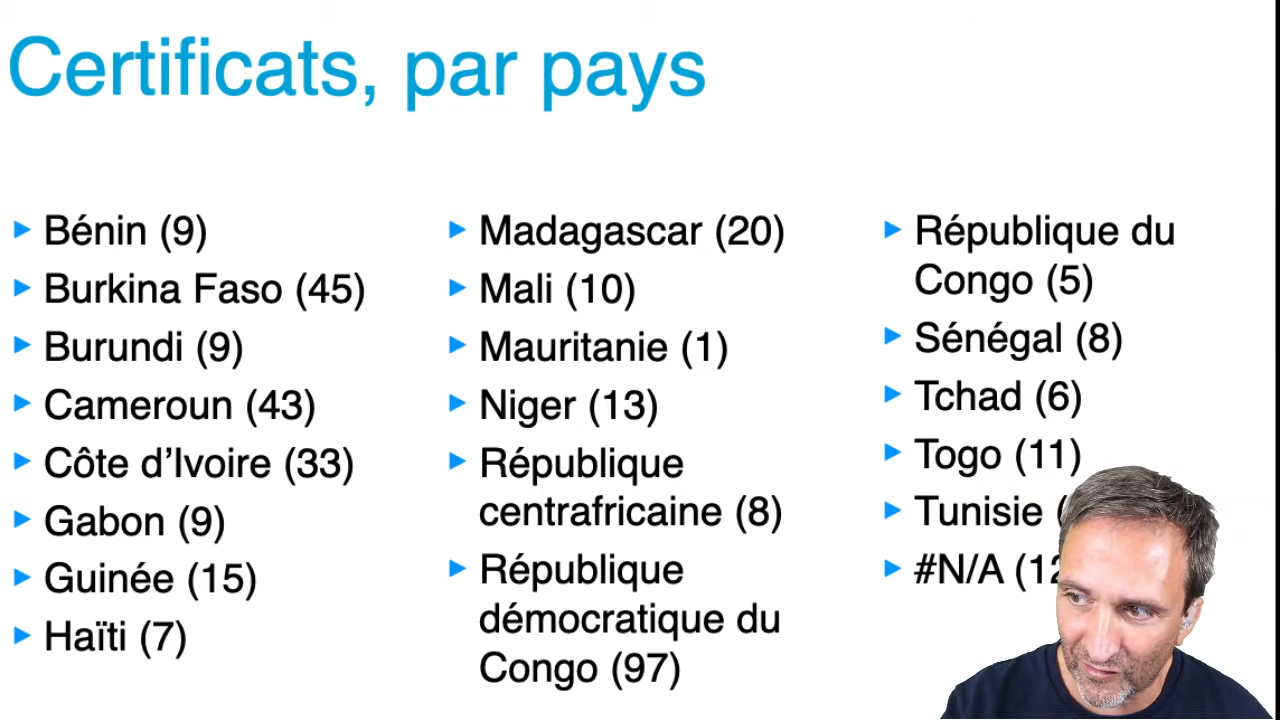 Certificats, par pays
Bénin (9)
Burkina Faso (45)
Burundi (9)
Cameroun (43)
Côte d’Ivoire (33)
Gabon (9)
Guinée (15)
Haïti (7)
Madagascar (20)
Mali (10)
Mauritanie (1)
Niger (13)
République
centrafricaine (8)
République
démocratique du
Congo (97)
République du
Congo (5)
Sénégal (8)
Tchad (6)
Togo (11)
Tunisie
#N/A